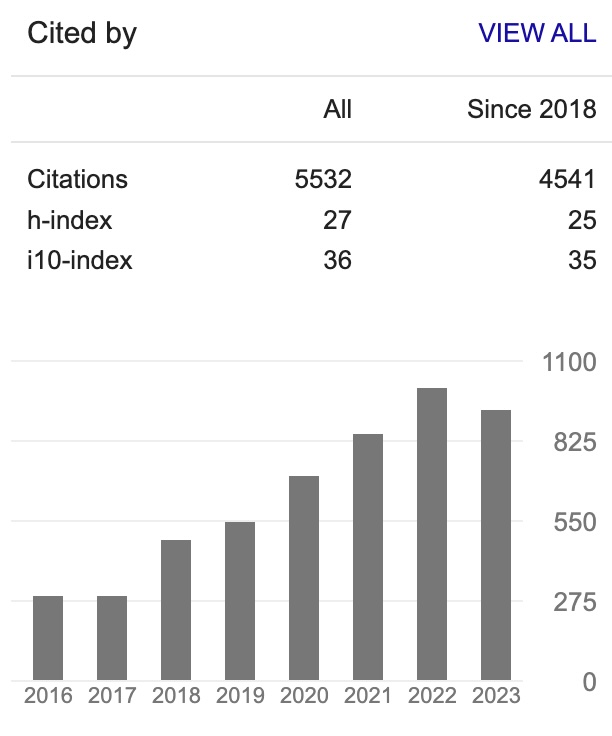 Cited by VIEW ALL
All Since 2018
Citations 5532 4541
h-index 27 25
i10-index 36 35
1100
825
550
275
0
2016 2017 2018 2019 2020 2021 2022 2023